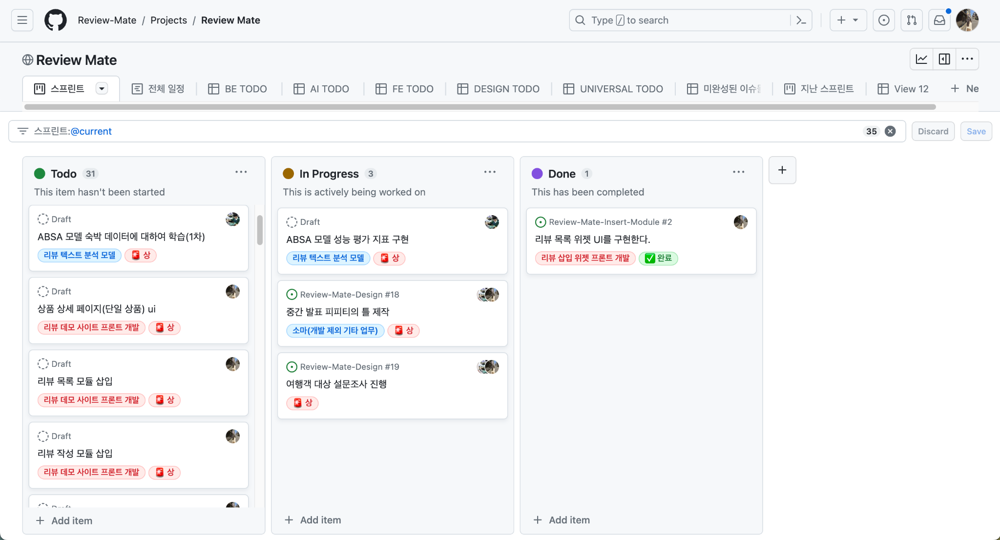 Review-Mate / Projects / Review Mate
Type / to search
Review Mate
스프린트
전체 일정
BE TODO
AI TODO
FE TODO
DESIGN TODO
UNIVERSAL TODO
미완성된 이슈들
지난 스프린트
View 12
+ Ne
스프린트:@current
35
Discard
Save
Todo 31
This item hasn't been started
Draft
ABSA 모델 숙박 데이터에 대하여 학습(1차)
리뷰 텍스트 분석 모델 🚨 상
Draft
상품 상세 페이지(단일 상품) ui
리뷰 데모 사이트 프론트 개발 🚨 상
Draft
리뷰 목록 모듈 삽입
리뷰 데모 사이트 프론트 개발 🚨 상
Draft
리뷰 작성 모듈 삽입
리뷰 데모 사이트 프론트 개발 🚨 상
Draft
+ Add item
In Progress 3
This is actively being worked on
Draft
ABSA 모델 성능 평가 지표 구현
리뷰 텍스트 분석 모델 🚨 상
Review-Mate-Design #18
중간 발표 피피티의 틀 제작
소마(개발 제외 기타 업무) 🚨 상
Review-Mate-Design #19
여행객 대상 설문조사 진행
🚨 상
+ Add item
Done 1
This has been completed
Review-Mate-Insert-Module #2
리뷰 목록 위젯 UI를 구현한다.
리뷰 삽입 위젯 프론트 개발 ✅ 완료
+ Add item